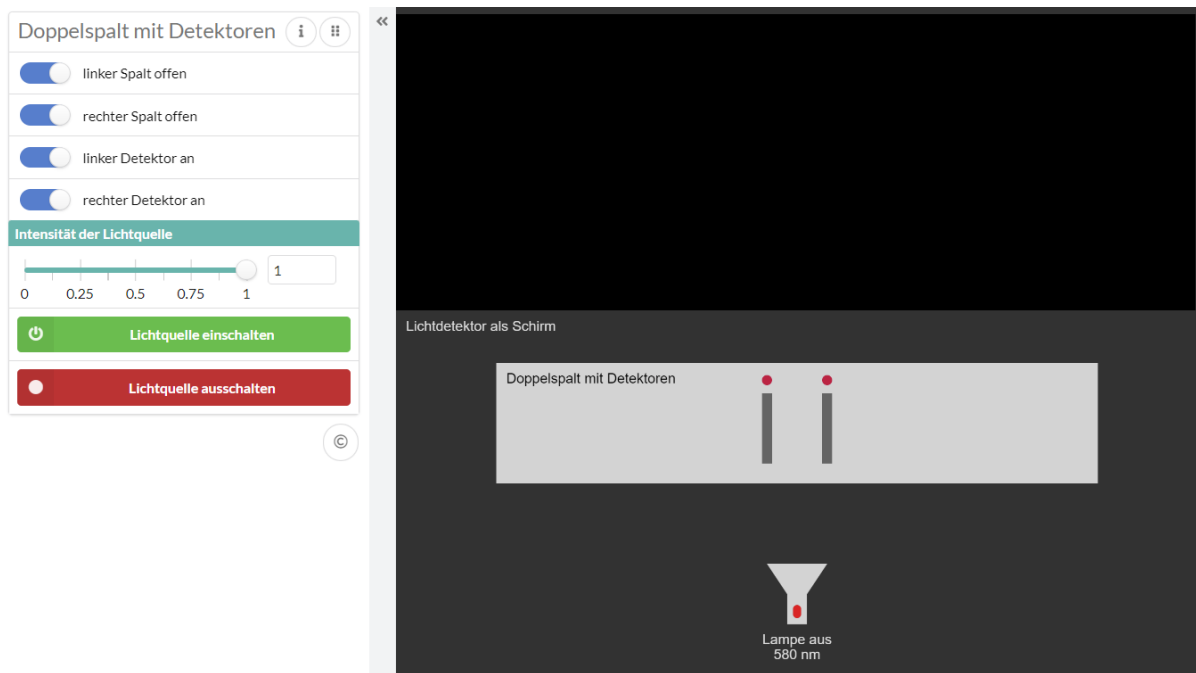 Doppelspalt mit Detektoren
linker Spalt offen
rechter Spalt offen
linker Detektor an
rechter Detektor an
Intensität der Lichtquelle
1
0 0.25 0.5 0.75 1
Lichtquelle einschalten
Lichtquelle ausschalten
©
Lichtdetektor als Schirm
Doppelspalt mit Detektoren
Lampe aus
580 nm